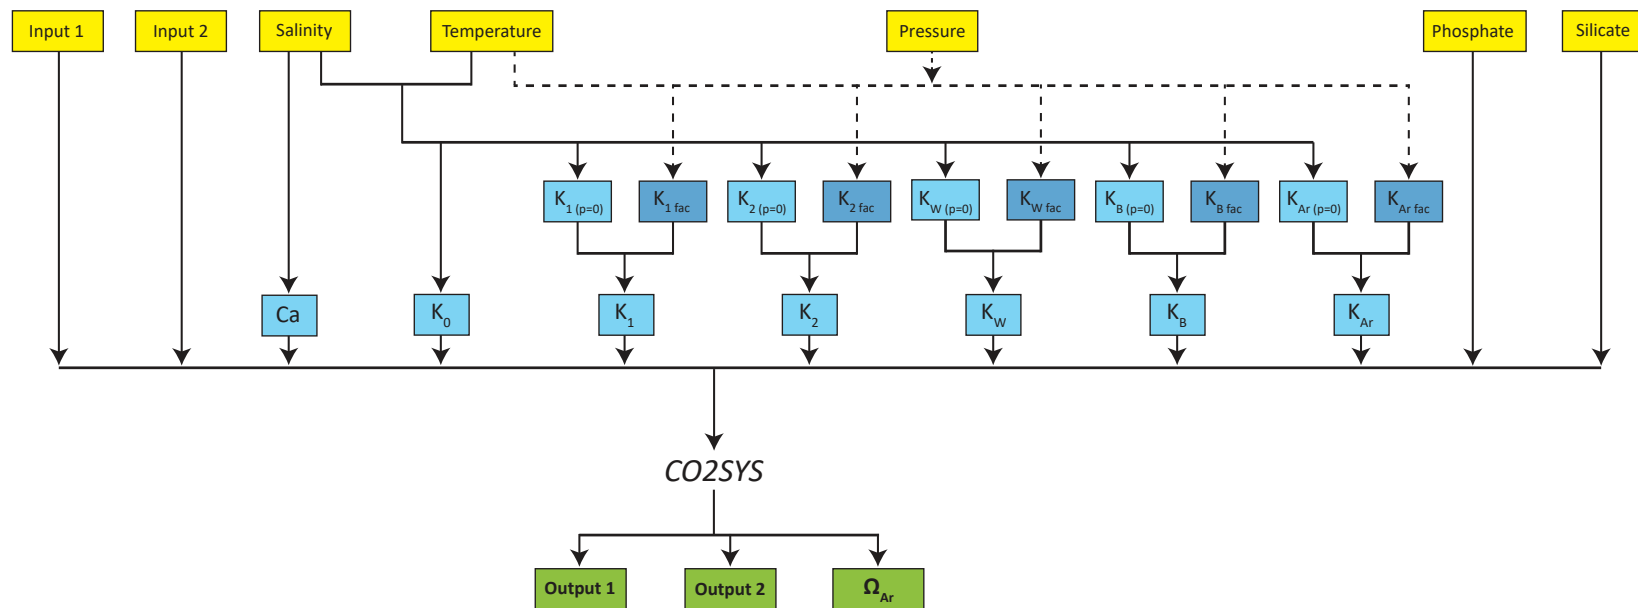 Input 1
Input 2
Salinity
Temperature
Pressure
Phosphate
Silicate
K1 (p=0)
K1 fac
K2 (p=0)
K2 fac
KW (p=0)
KW fac
KB (p=0)
KB fac
KAr (p=0)
KAr fac
Ca
K0
K1
K2
KW
KB
KAr
CO2SYS
Output 1
Output 2
ΩAr